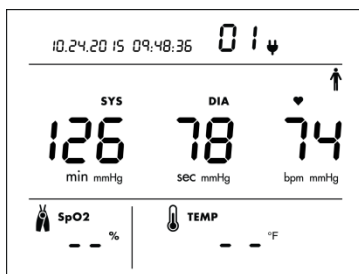 10.24.2015 09:48:36 01
SYS DIA
126 78 74
min mmHg sec mmHg bpm mmHg
SpO2 TEMP
-- % -- °F